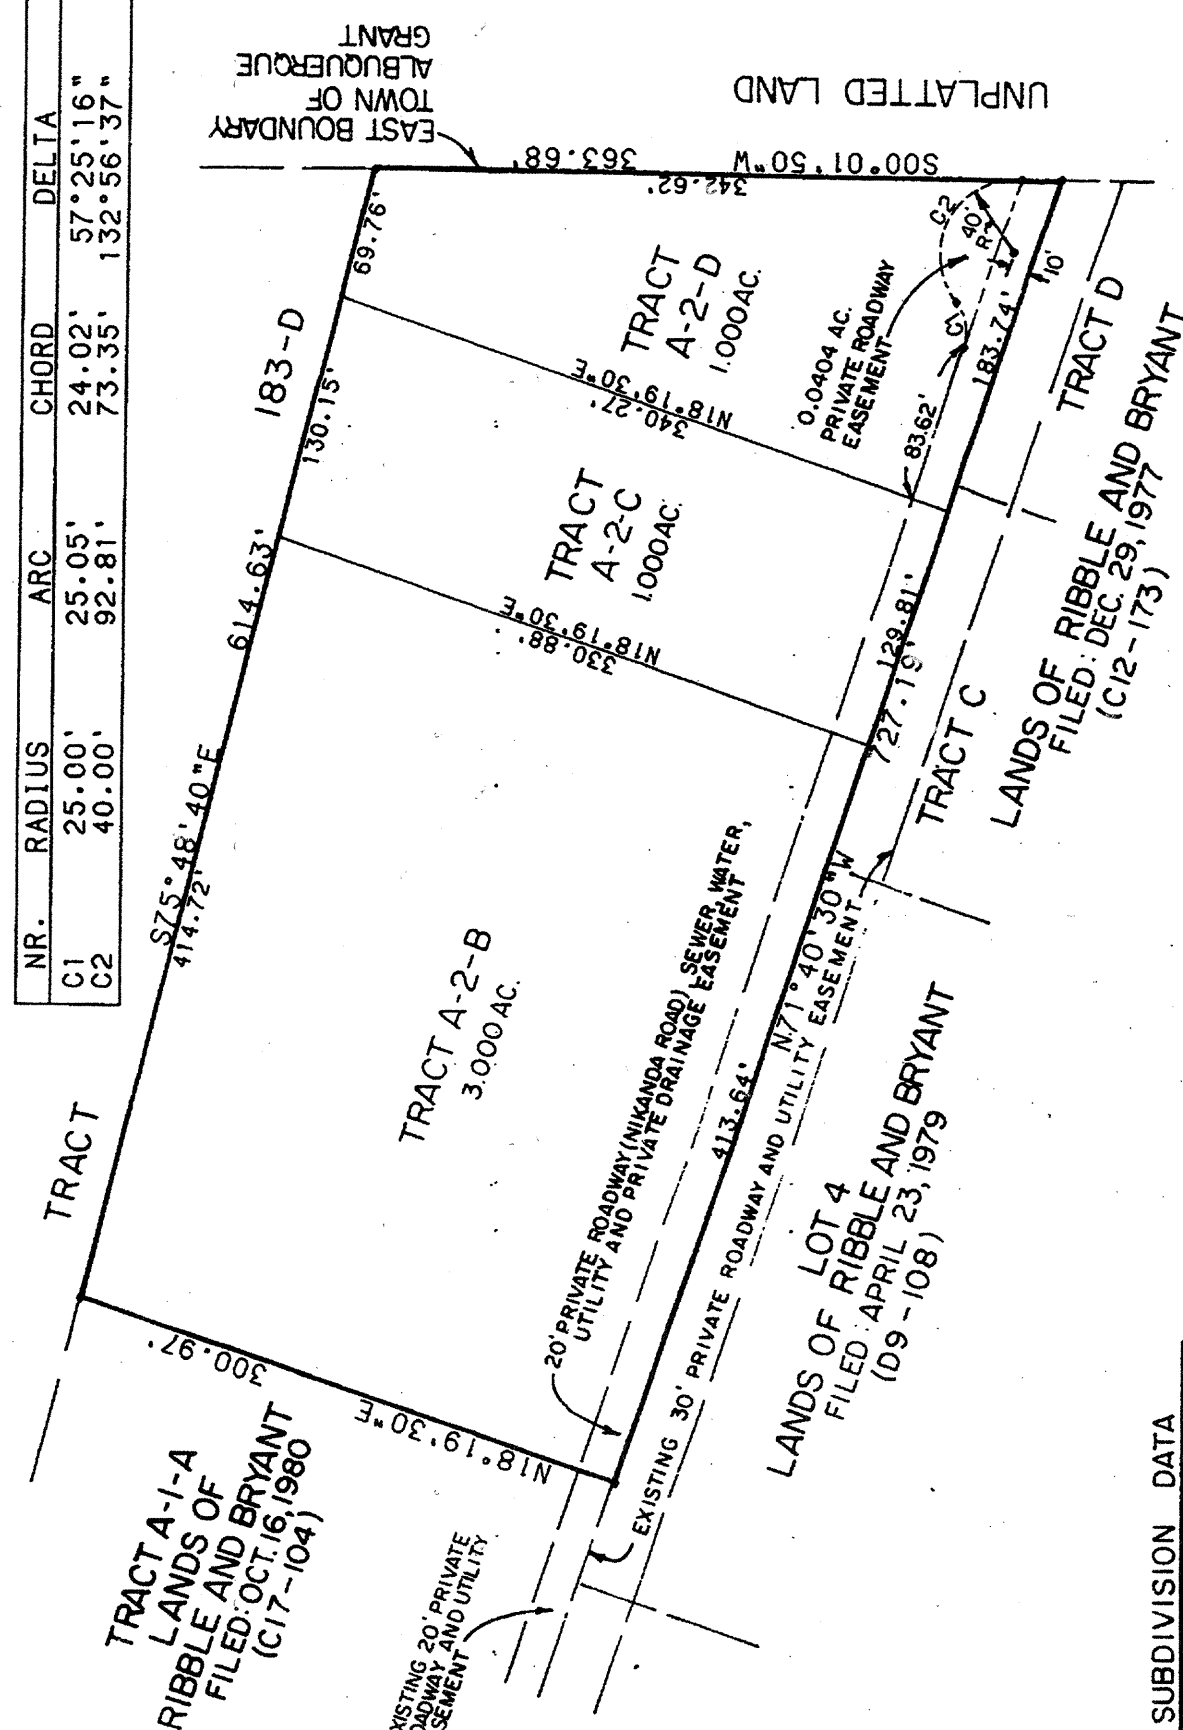 NR. RADIUS ARC CHORD DELTA
C1 25.00' 25.05' 24.02' 57°25'16"
C2 40.00' 92.81' 73.35' 132°56'37"
EAST BOUNDARY
TOWN OF
ALBUQUERQUE
GRANT
UNPLATTED LAND
S00°01'50"W
363.68'
342.62'
TRACT
183-D
S75°48'40"E
614.63'
414.72'
130.15'
69.76'
TRACT A-2-B
3.000 AC.
TRACT
A-2-C
1.000 AC.
TRACT
A-2-D
1.000 AC.
N18°19'30"E
300.97'
N18°19'30"E
330.88'
N18°19'30"E
340.27'
0.0404 AC.
PRIVATE ROADWAY
EASEMENT
C1
C2
40'
R
10'
83.62'
183.74'
129.81'
727.19'
N71°40'30"W
413.64'
20' PRIVATE ROADWAY (NIKANDA ROAD), SEWER, WATER,
UTILITY AND PRIVATE DRAINAGE EASEMENT
EXISTING 30' PRIVATE ROADWAY AND UTILITY EASEMENT
TRACT A-1-A
LANDS OF
RIBBLE AND BRYANT
FILED: OCT. 16, 1980
(C17-104)
XISTING 20' PRIVATE
OADWAY AND UTILITY
SEMENT
LOT 4
LANDS OF RIBBLE AND BRYANT
FILED: APRIL 23, 1979
(D9-108)
TRACT C
TRACT D
LANDS OF RIBBLE AND BRYANT
FILED: DEC. 29, 1977
(C12-173)
SUBDIVISION DATA